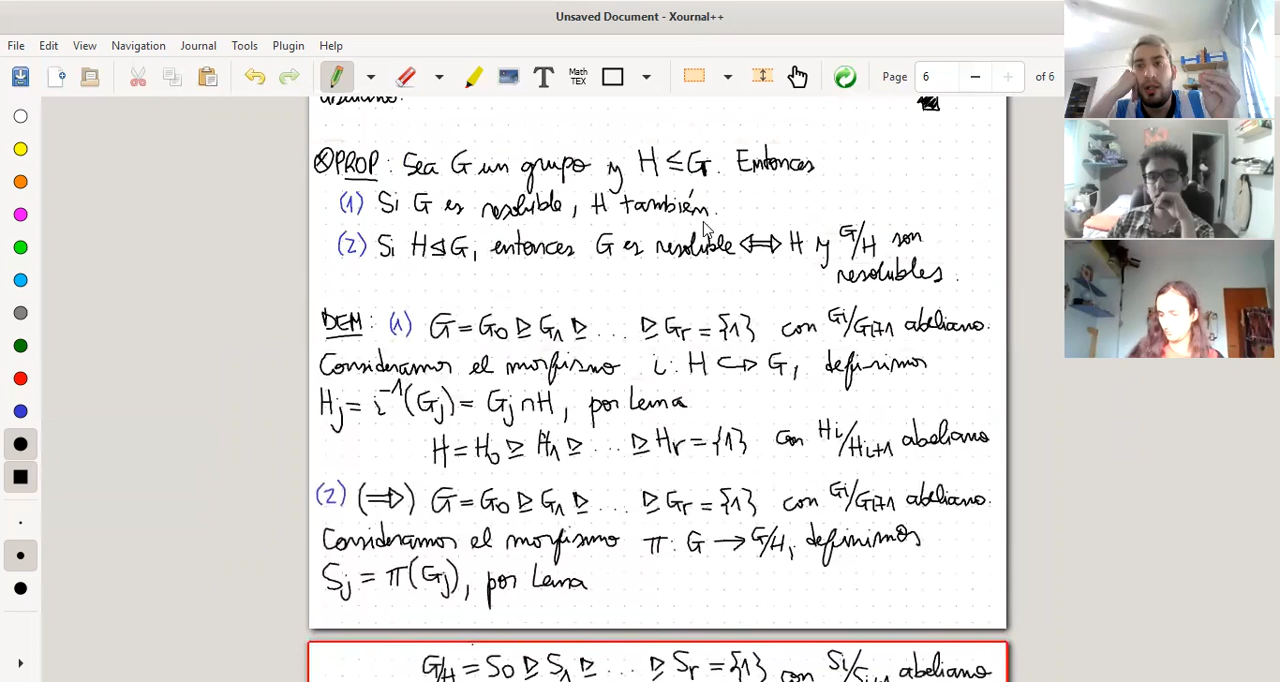 Unsaved Document - Xournal++
File Edit View Navigation Journal Tools Plugin Help
T Math TEX Page 6 of 6
PROP: Sea G un grupo y H ≤ G. Entonces
(1) Si G es resoluble, H también.
(2) Si H ⊴ G, entonces G es resoluble ⟺ H y G/H son
resolubles.
DEM: (1) G = G0 ⊵ G1 ⊵ ... ⊵ Gr = {1} con Gi/Gi+1 abeliano.
Consideramos el morfismo i: H ↪ G, definimos
Hj = i⁻¹(Gj) = Gj ∩ H, por Lema
H = H0 ⊵ H1 ⊵ ... ⊵ Hr = {1} con Hi/Hi+1 abeliano
(2) (⟹) G = G0 ⊵ G1 ⊵ ... ⊵ Gr = {1} con Gi/Gi+1 abeliano.
Consideramos el morfismo π: G → G/H, definimos
Sj = π(Gj), por Lema
G/H = S0 ⊵ S1 ⊵ ... ⊵ Sr = {1} con Si/Si+1 abeliano